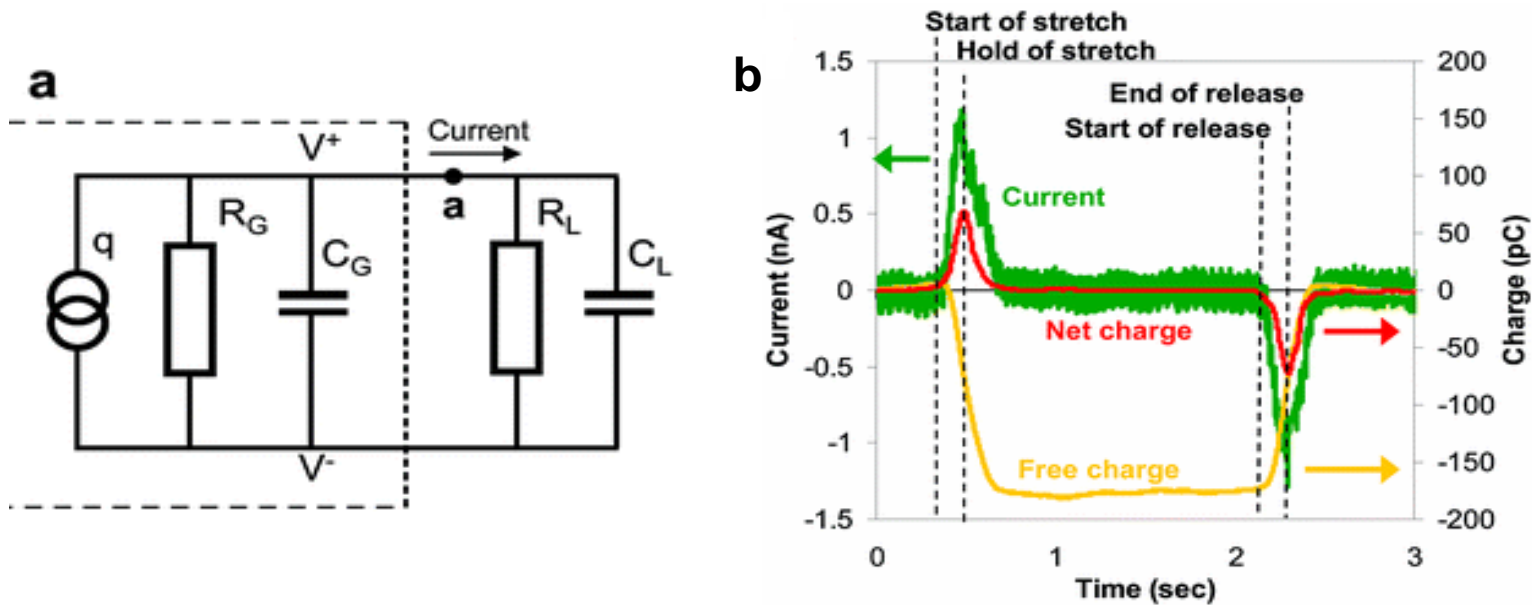 a
V+
Current
a
q
RG
CG
RL
CL
V-
b
Start of stretch
Hold of stretch
End of release
Start of release
Current
Net charge
Free charge
Current (nA)
1.5
1
0.5
0
-0.5
-1
-1.5
Charge (pC)
200
150
100
50
0
-50
-100
-150
-200
0 1 2 3
Time (sec)